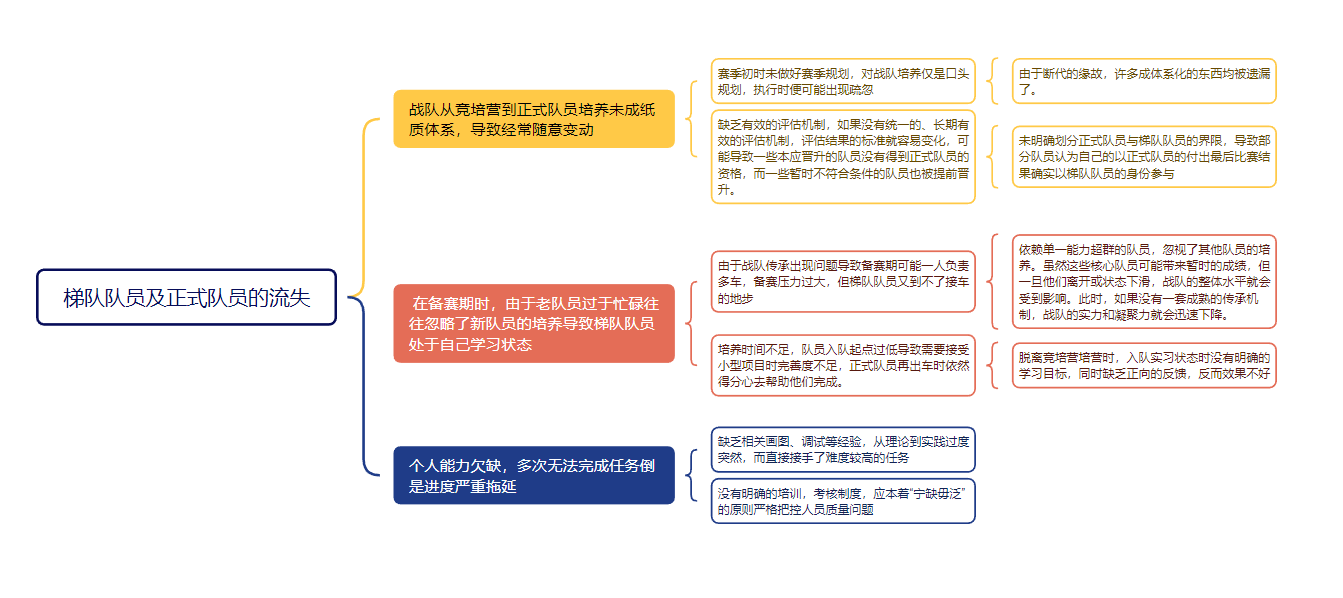 梯队队员及正式队员的流失
战队从竞培营到正式队员培养未成纸
质体系，导致经常随意变动
赛季初时未做好赛季规划，对战队培养仅是口头
规划，执行时便可能出现疏忽
由于断代的缘故，许多成体系化的东西均被遗漏
了。
缺乏有效的评估机制，如果没有统一的、长期有
效的评估机制，评估结果的标准就容易变化，可
能导致一些本应晋升的队员没有得到正式队员的
资格，而一些暂时不符合条件的队员也被提前晋
升。
未明确划分正式队员与梯队队员的界限，导致部
分队员认为自己的以正式队员的付出最后比赛结
果确实以梯队队员的身份参与
在备赛期时，由于老队员过于忙碌往
往忽略了新队员的培养导致梯队队员
处于自己学习状态
由于战队传承出现问题导致备赛期可能一人负责
多车，备赛压力过大，但梯队队员又到不了接车
的地步
依赖单一能力超群的队员，忽视了其他队员的培
养。虽然这些核心队员可能带来暂时的成绩，但
一旦他们离开或状态下滑，战队的整体水平就会
受到影响。此时，如果没有一套成熟的传承机
制，战队的实力和凝聚力就会迅速下降。
培养时间不足，队员入队起点过低导致需要接受
小型项目时完善度不足，正式队员再出车时依然
得分心去帮助他们完成。
脱离竞培营培营时，入队实习状态时没有明确的
学习目标，同时缺乏正向的反馈，反而效果不好
个人能力欠缺，多次无法完成任务倒
是进度严重拖延
缺乏相关画图、调试等经验，从理论到实践过度
突然，而直接接手了难度较高的任务
没有明确的培训，考核制度，应本着“宁缺毋泛”
的原则严格把控人员质量问题